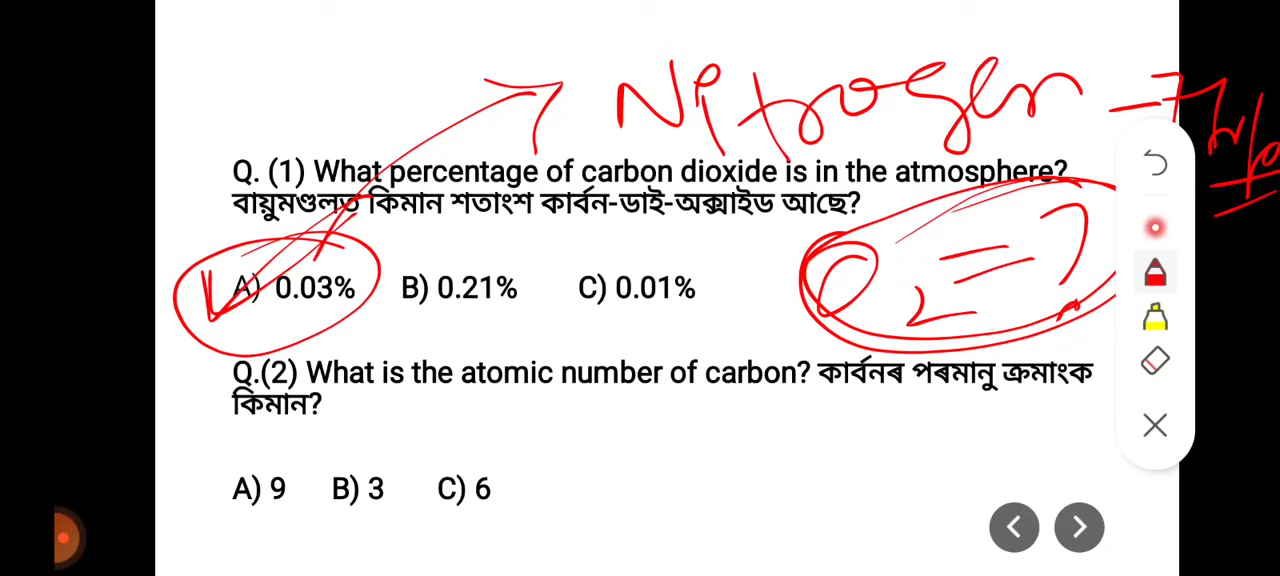 Nitrogen
Q. (1) What percentage of carbon dioxide is in the atmosphere?
বায়ুমণ্ডলত কিমান শতাংশ কাৰ্বন-ডাই-অক্সাইড আছে?
O2 = ?
A) 0.03% B) 0.21% C) 0.01%
Q.(2) What is the atomic number of carbon? কাৰ্বনৰ পৰমানু ক্ৰমাংক
কিমান?
A) 9 B) 3 C) 6